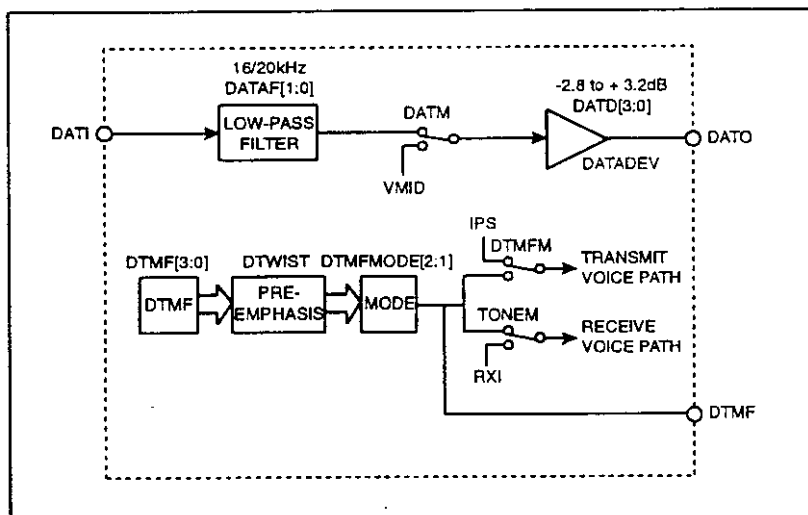 16/20kHz
DATAF[1:0]
-2.8 to + 3.2dB
DATD[3:0]
DATI
LOW-PASS
FILTER
DATM
DATO
VMID
DATADEV
IPS
DTMF[3:0]
DTWIST
DTMFMODE[2:1]
DTMFM
TRANSMIT
VOICE PATH
DTMF
PRE-
EMPHASIS
MODE
TONEM
RECEIVE
VOICE PATH
RXI
DTMF